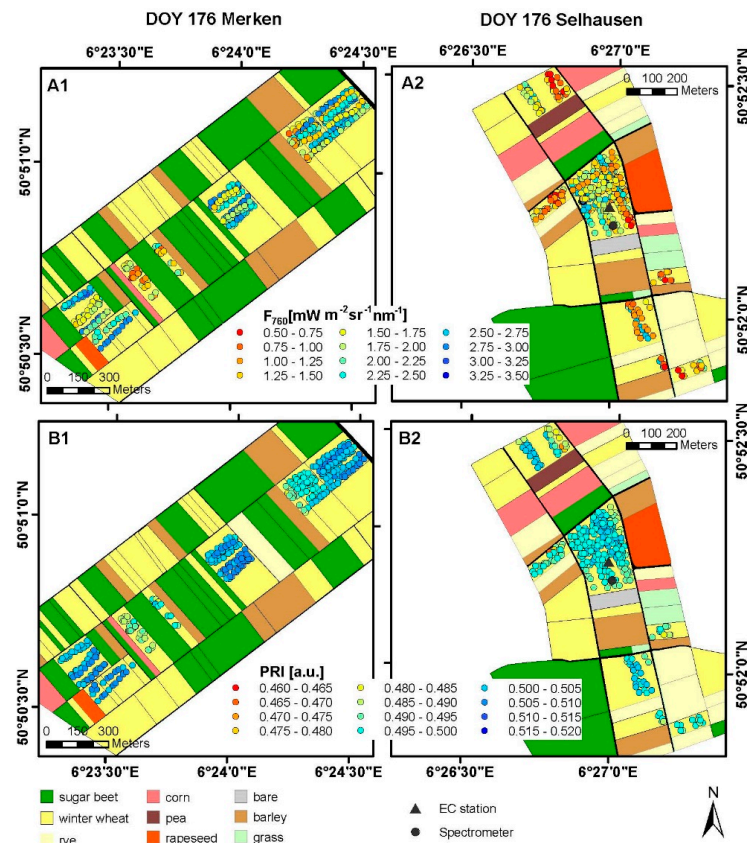 DOY 176 Merken
DOY 176 Selhausen
6°23'30"E 6°24'0"E 6°24'30"E
6°26'30"E 6°27'0"E
A1
A2
0 100 200
Meters
50°51'0"N
50°50'30"N
50°52'30"N
50°52'0"N
F760[mW m-2sr-1nm-1]
0.50 - 0.75 1.50 - 1.75 2.50 - 2.75
0.75 - 1.00 1.75 - 2.00 2.75 - 3.00
1.00 - 1.25 2.00 - 2.25 3.00 - 3.25
1.25 - 1.50 2.25 - 2.50 3.25 - 3.50
0 150 300
Meters
B1
B2
0 100 200
Meters
50°51'0"N
50°50'30"N
50°52'30"N
50°52'0"N
PRI [a.u.]
0.460 - 0.465 0.480 - 0.485 0.500 - 0.505
0.465 - 0.470 0.485 - 0.490 0.505 - 0.510
0.470 - 0.475 0.490 - 0.495 0.510 - 0.515
0.475 - 0.480 0.495 - 0.500 0.515 - 0.520
0 150 300
Meters
6°23'30"E 6°24'0"E 6°24'30"E
6°26'30"E 6°27'0"E
sugar beet corn bare
winter wheat pea barley
rye rapeseed grass
EC station
Spectrometer
N